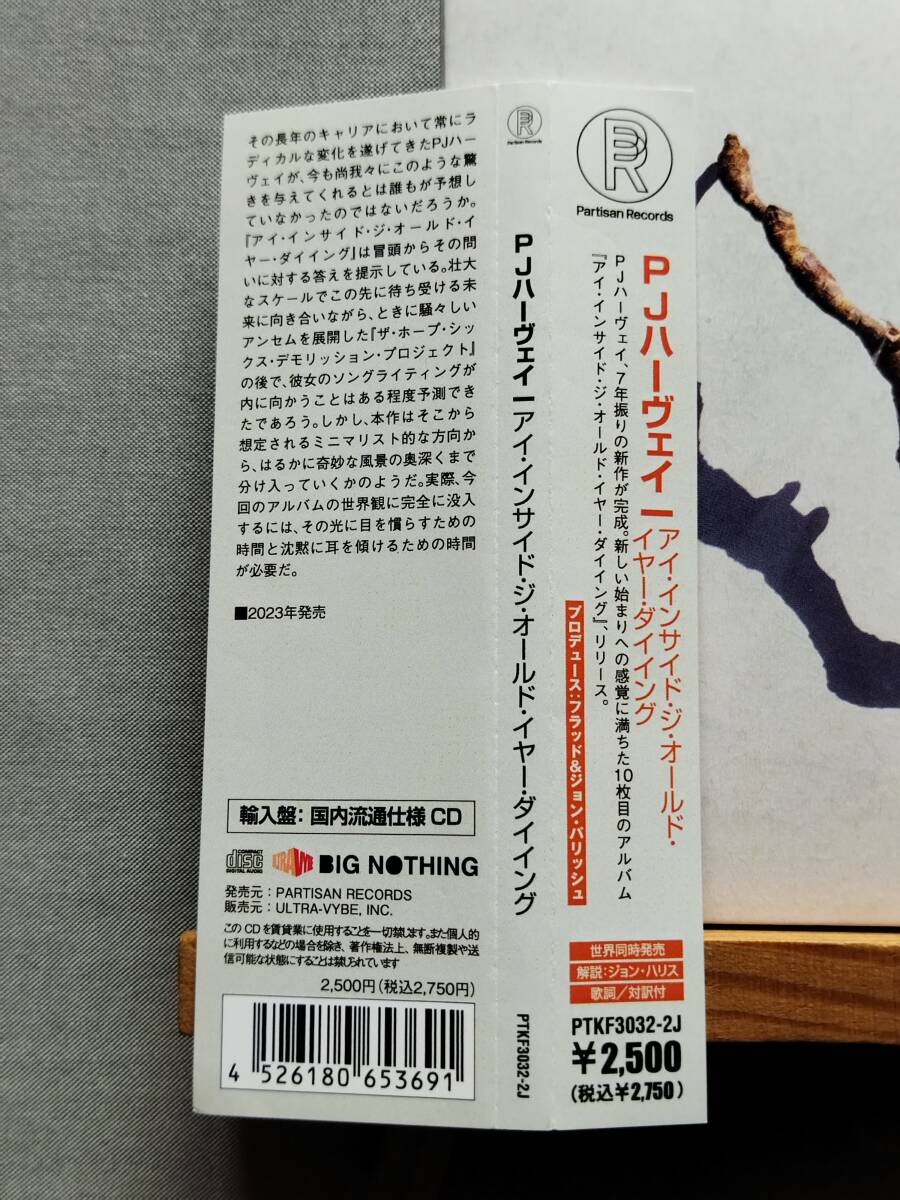 その長年のキャリアにおいて常にラ
ディカルな変化を遂げてきたPJハー
ヴェイが、今も尚我々にこのような驚
きを与えてくれるとは誰もが予想し
ていなかったのではないだろうか。
『アイ・インサイド・ジ・オールド・イ
ヤー・ダイイング』は冒頭からその問
いに対する答えを提示している。壮大
なスケールでこの先に待ち受ける未
来に向き合いながら、ときに騒々しい
アンセムを展開した『ザ・ホープ・シッ
クス・デモリッション・プロジェクト』
の後で、彼女のソングライティングが
内に向かうことはある程度予測でき
たであろう。しかし、本作はそこから
想定されるミニマリスト的な方向か
ら、はるかに奇妙な風景の奥深くまで
分け入っていくかのようだ。実際、今
回のアルバムの世界観に完全に没入
するには、その光に目を慣らすための
時間と沈黙に耳を傾けるための時間
が必要だ。
■2023年発売
輸入盤：国内流通仕様 CD
COMPACT
disc
DIGITAL AUDIO
ULTRA-VYBE
BIG NOTHING
発売元：PARTISAN RECORDS
販売元：ULTRA-VYBE, INC.
このCDを賃貸業に使用することを一切禁じます。また個人的
に利用するなどの場合を除き、著作権法上、無断複製や送
信可能な状態にすることは禁じられています
2,500円（税込2,750円）
4 526180 653691
Partisan Records
PJハーヴェイ ー アイ・インサイド・ジ・オールド・イヤー・ダイイング
PTKF3032-2J
Partisan Records
PJハーヴェイ ー アイ・インサイド・ジ・オールド・
イヤー・ダイイング
PJハーヴェイ、7年振りの新作が完成。新しい始まりへの感覚に満ちた10枚目のアルバム
『アイ・インサイド・ジ・オールド・イヤー・ダイイング』、リリース。
プロデュース：フラッド&ジョン・パリッシュ
世界同時発売
解説：ジョン・ハリス
歌詞／対訳付
PTKF3032-2J
¥2,500
(税込¥2,750)